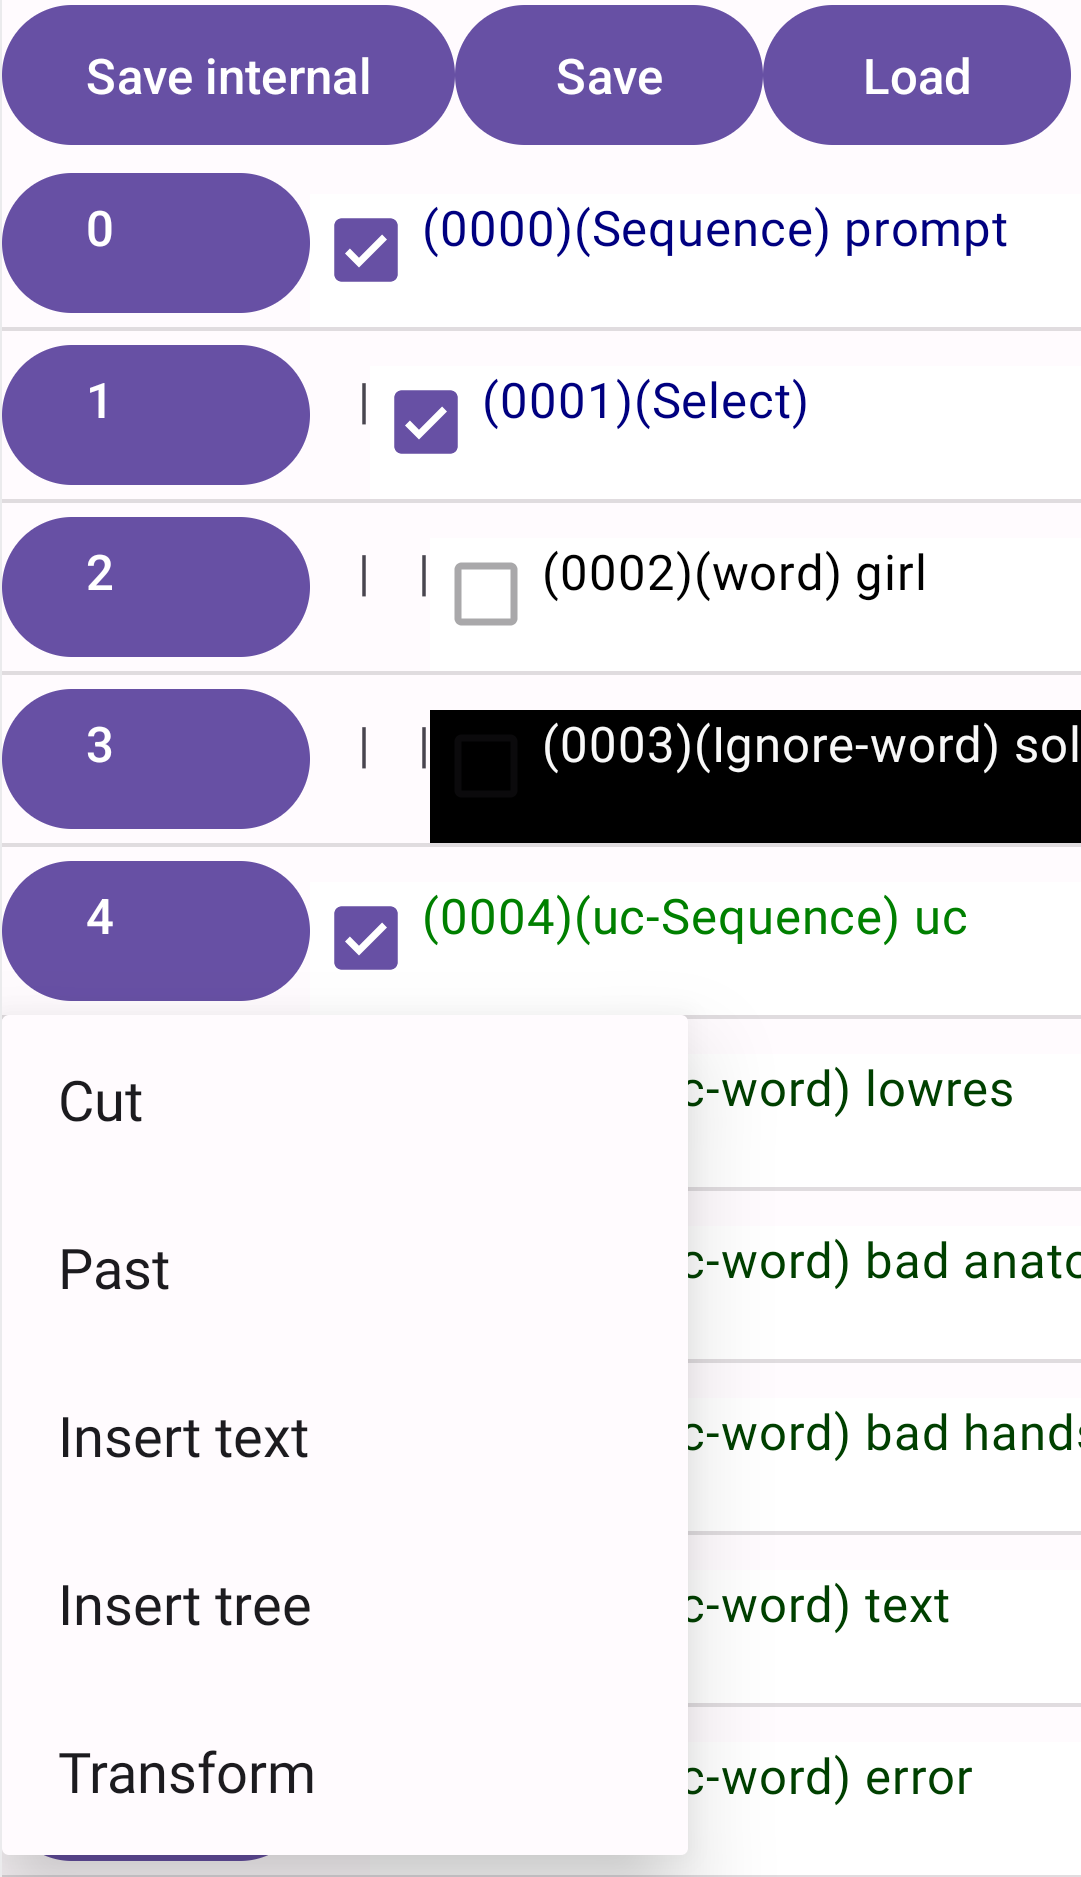 Save internal Save Load
0 (0000)(Sequence) prompt
1 | (0001)(Select)
2 | | (0002)(word) girl
3 | | (0003)(Ignore-word) sol
4 (0004)(uc-Sequence) uc
Cut
c-word) lowres
Past
c-word) bad anato
Insert text
c-word) bad hands
Insert tree
c-word) text
Transform
c-word) error